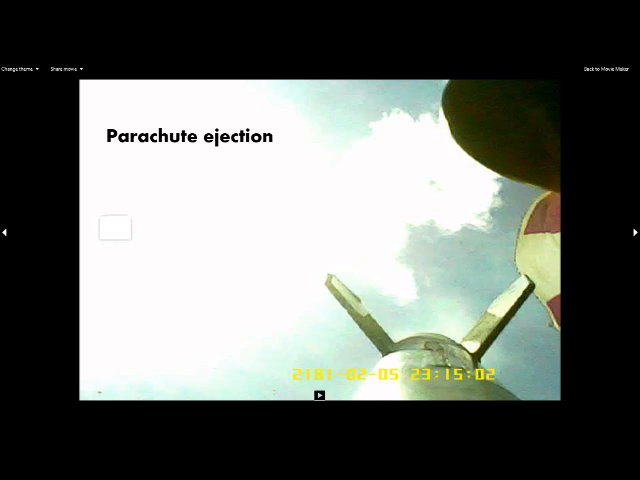 Change theme
Share movie
Back to Movie Maker
Parachute ejection
2181-02-05 23:15:02